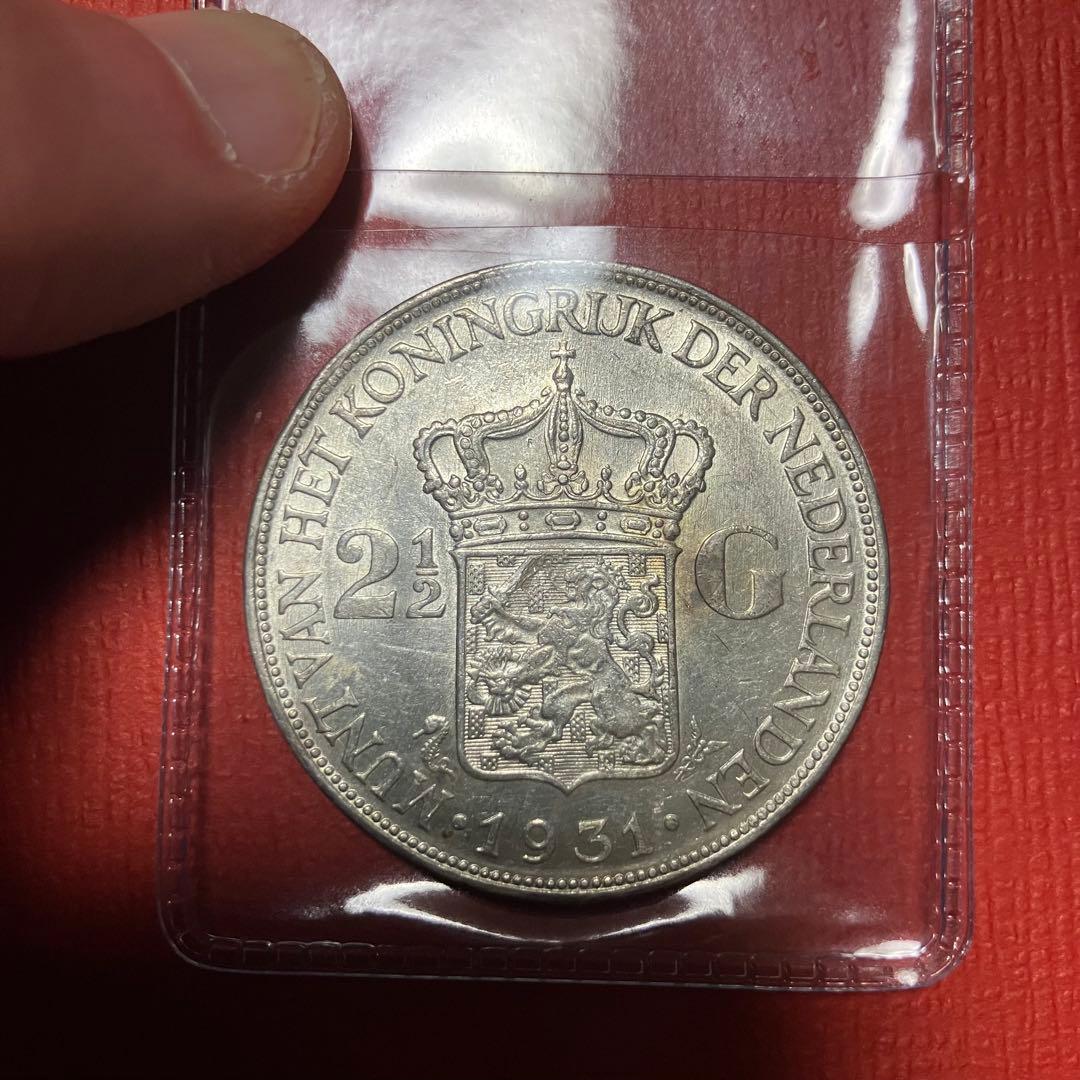 MUNT VAN HET KONINGRIJK DER NEDERLANDEN
2½ G
· 1931 ·